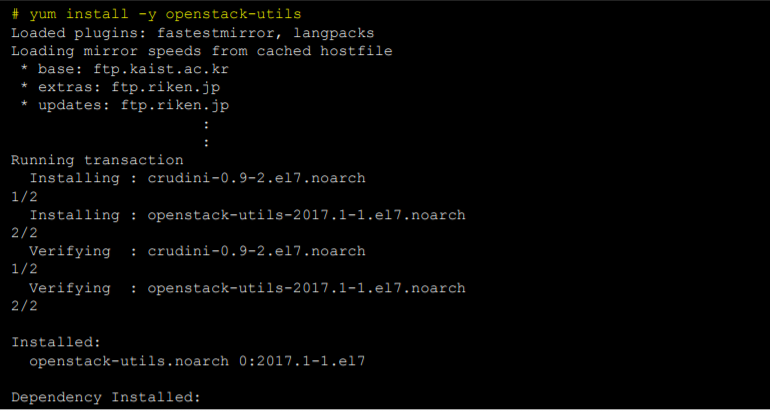 # yum install -y openstack-utils
Loaded plugins: fastestmirror, langpacks
Loading mirror speeds from cached hostfile
 * base: ftp.kaist.ac.kr
 * extras: ftp.riken.jp
 * updates: ftp.riken.jp
                      :
                      :
Running transaction
  Installing : crudini-0.9-2.el7.noarch
1/2
  Installing : openstack-utils-2017.1-1.el7.noarch
2/2
  Verifying  : crudini-0.9-2.el7.noarch
1/2
  Verifying  : openstack-utils-2017.1-1.el7.noarch
2/2

Installed:
  openstack-utils.noarch 0:2017.1-1.el7

Dependency Installed: